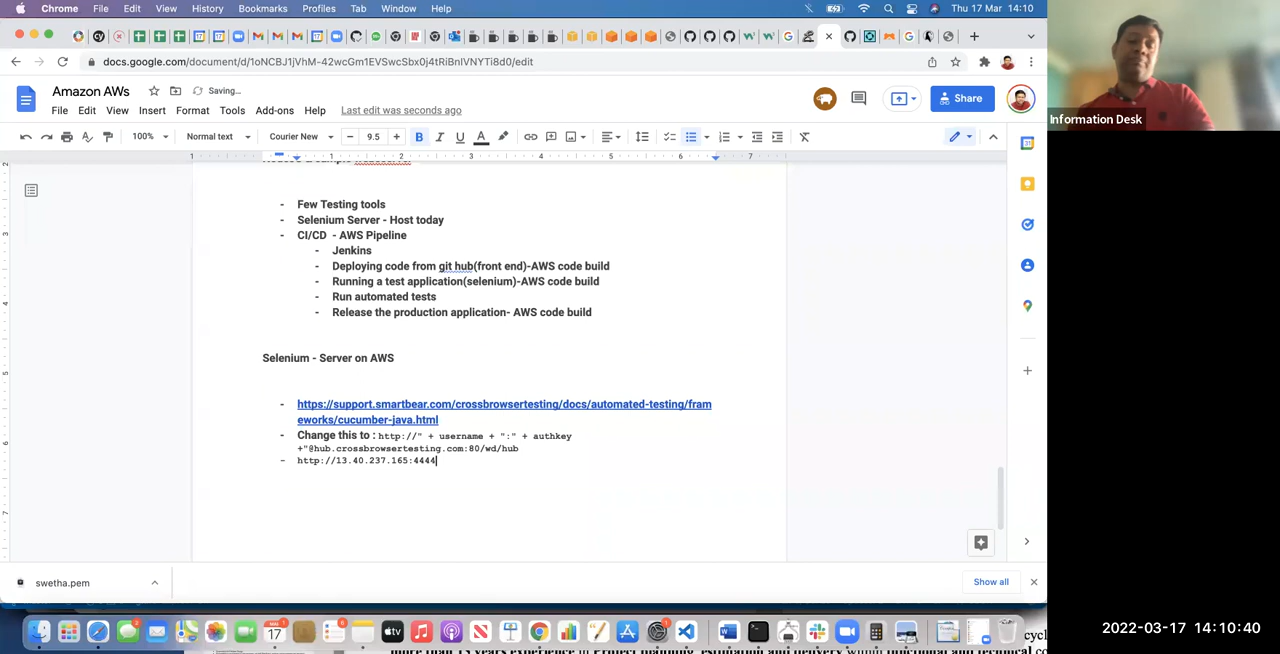 Chrome File Edit View History Bookmarks Profiles Tab Window Help Thu 17 Mar 14:10
docs.google.com/document/d/1oNCBJ1jVhM-42wcGm1EVSwcSbx0j4tRiBnIVNYTi8d0/edit
Amazon AWs Saving...
File Edit View Insert Format Tools Add-ons Help Last edit was seconds ago
Share
100% Normal text Courier New - 9.5 + B I U A
Information Desk
- Few Testing tools
- Selenium Server - Host today
- CI/CD - AWS Pipeline
- Jenkins
- Deploying code from git hub(front end)-AWS code build
- Running a test application(selenium)-AWS code build
- Run automated tests
- Release the production application- AWS code build
Selenium - Server on AWS
- https://support.smartbear.com/crossbrowsertesting/docs/automated-testing/fram
eworks/cucumber-java.html
- Change this to : http://" + username + ":" + authkey
+"@hub.crossbrowsertesting.com:80/wd/hub
- http://13.40.237.165:4444
swetha.pem
Show all
2022-03-17 14:10:40